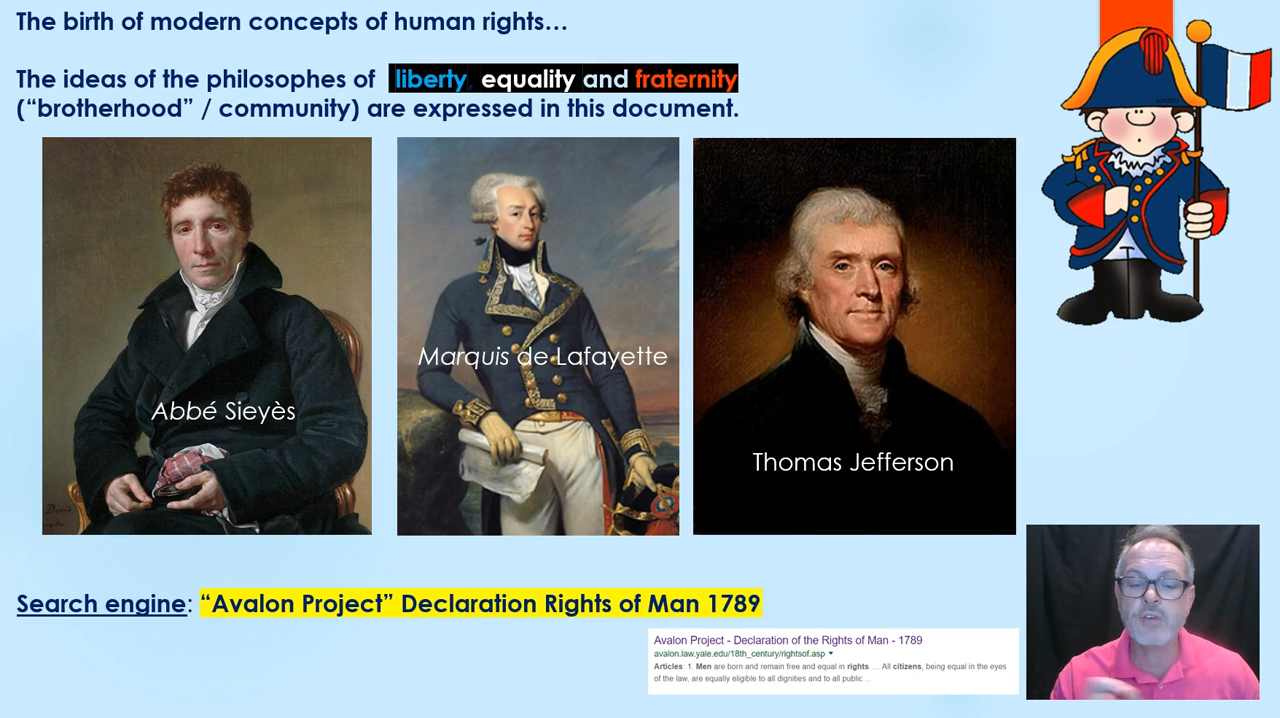 The birth of modern concepts of human rights…
The ideas of the philosophes of liberty, equality and fraternity
(“brotherhood” / community) are expressed in this document.
Marquis de Lafayette
Abbé Sieyès
Thomas Jefferson
Search engine: “Avalon Project” Declaration Rights of Man 1789
Avalon Project - Declaration of the Rights of Man - 1789
avalon.law.yale.edu/18th_century/rightsof.asp
Articles: 1. Men are born and remain free and equal in rights. ... All citizens, being equal in the eyes
of the law, are equally eligible to all dignities and to all public ...